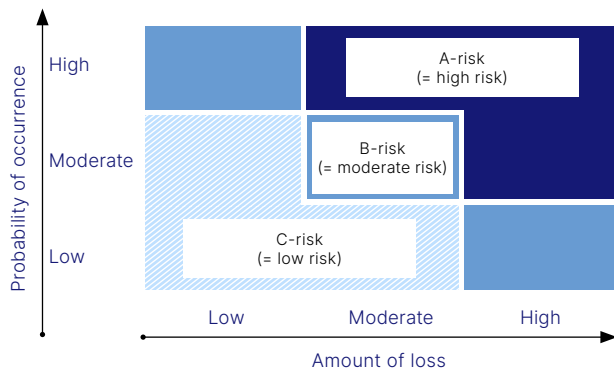 Probability of occurrence
High
Moderate
Low
A-risk
(= high risk)
B-risk
(= moderate risk)
C-risk
(= low risk)
Low
Moderate
High
Amount of loss